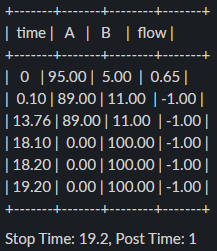 +-------+-------+--------+-------+
| time | A | B | flow |
+-------+-------+--------+-------+
| 0 | 95.00 | 5.00 | 0.65 |
| 0.10 | 89.00 | 11.00 | -1.00 |
| 13.76 | 89.00 | 11.00 | -1.00 |
| 18.10 | 0.00 | 100.00 | -1.00 |
| 18.20 | 0.00 | 100.00 | -1.00 |
| 19.20 | 0.00 | 100.00 | -1.00 |
+-------+-------+--------+-------+
Stop Time: 19.2, Post Time: 1